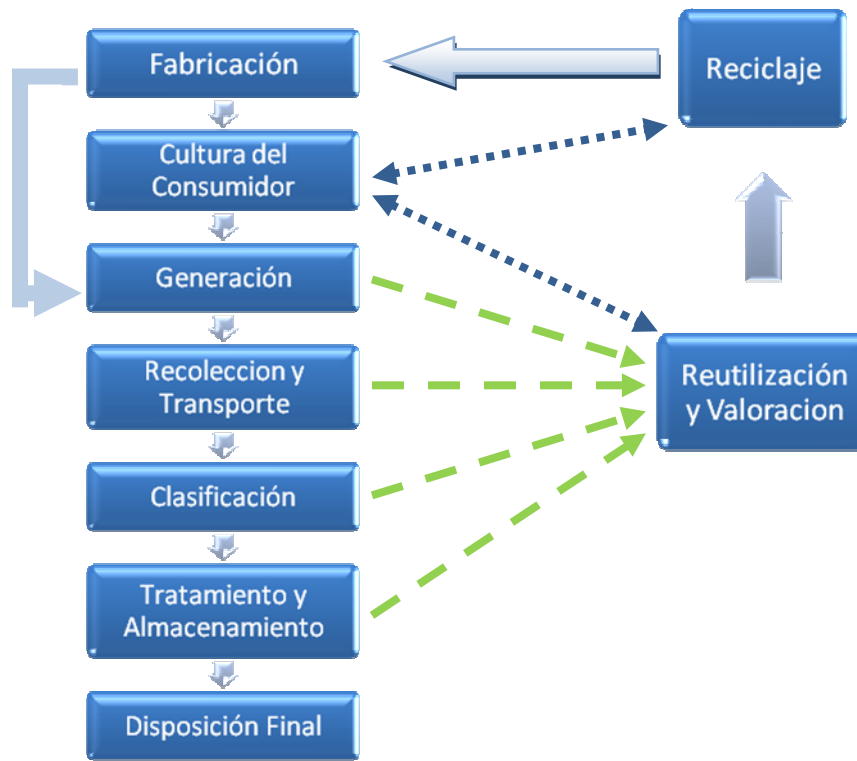 Fabricación
Reciclaje
Cultura del
Consumidor
Generación
Recoleccion y
Transporte
Reutilización
y Valoracion
Clasificación
Tratamiento y
Almacenamiento
Disposición Final